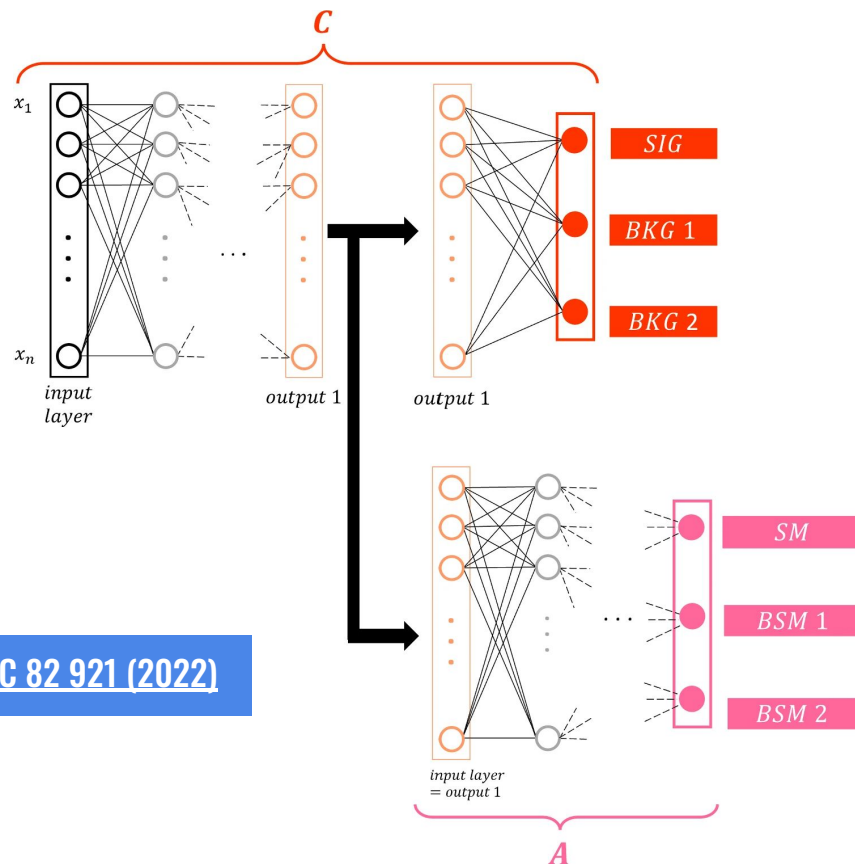 C
x₁
xₙ
input
layer
. . .
output 1
output 1
SIG
BKG 1
BKG 2
C 82 921 (2022)
input layer
= output 1
. . .
SM
BSM 1
BSM 2
A